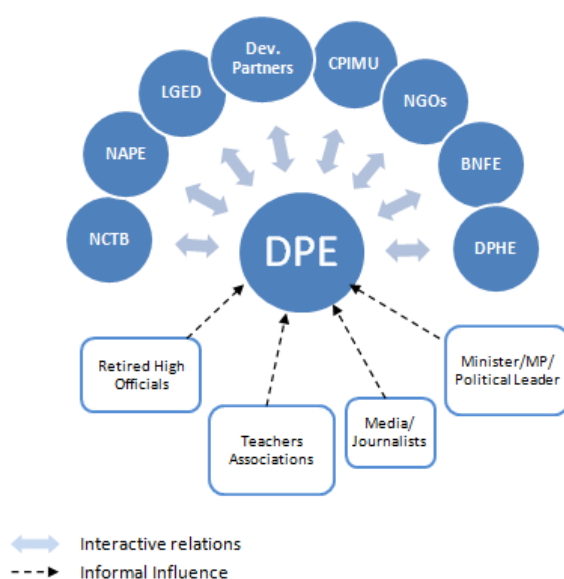 Dev.
Partners
CPIMU
LGED
NGOs
NAPE
BNFE
NCTB
DPE
DPHE
Retired High
Officials
Teachers
Associations
Media/
Journalists
Minister/MP/
Political Leader
Interactive relations
Informal Influence